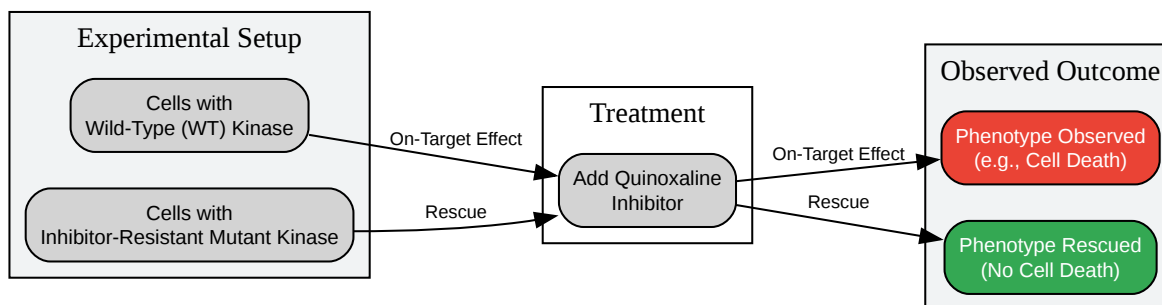 Experimental Setup
Cells with
Wild-Type (WT) Kinase
Cells with
Inhibitor-Resistant Mutant Kinase
On-Target Effect
Rescue
Treatment
Add Quinoxaline
Inhibitor
On-Target Effect
Rescue
Observed Outcome
Phenotype Observed
(e.g., Cell Death)
Phenotype Rescued
(No Cell Death)